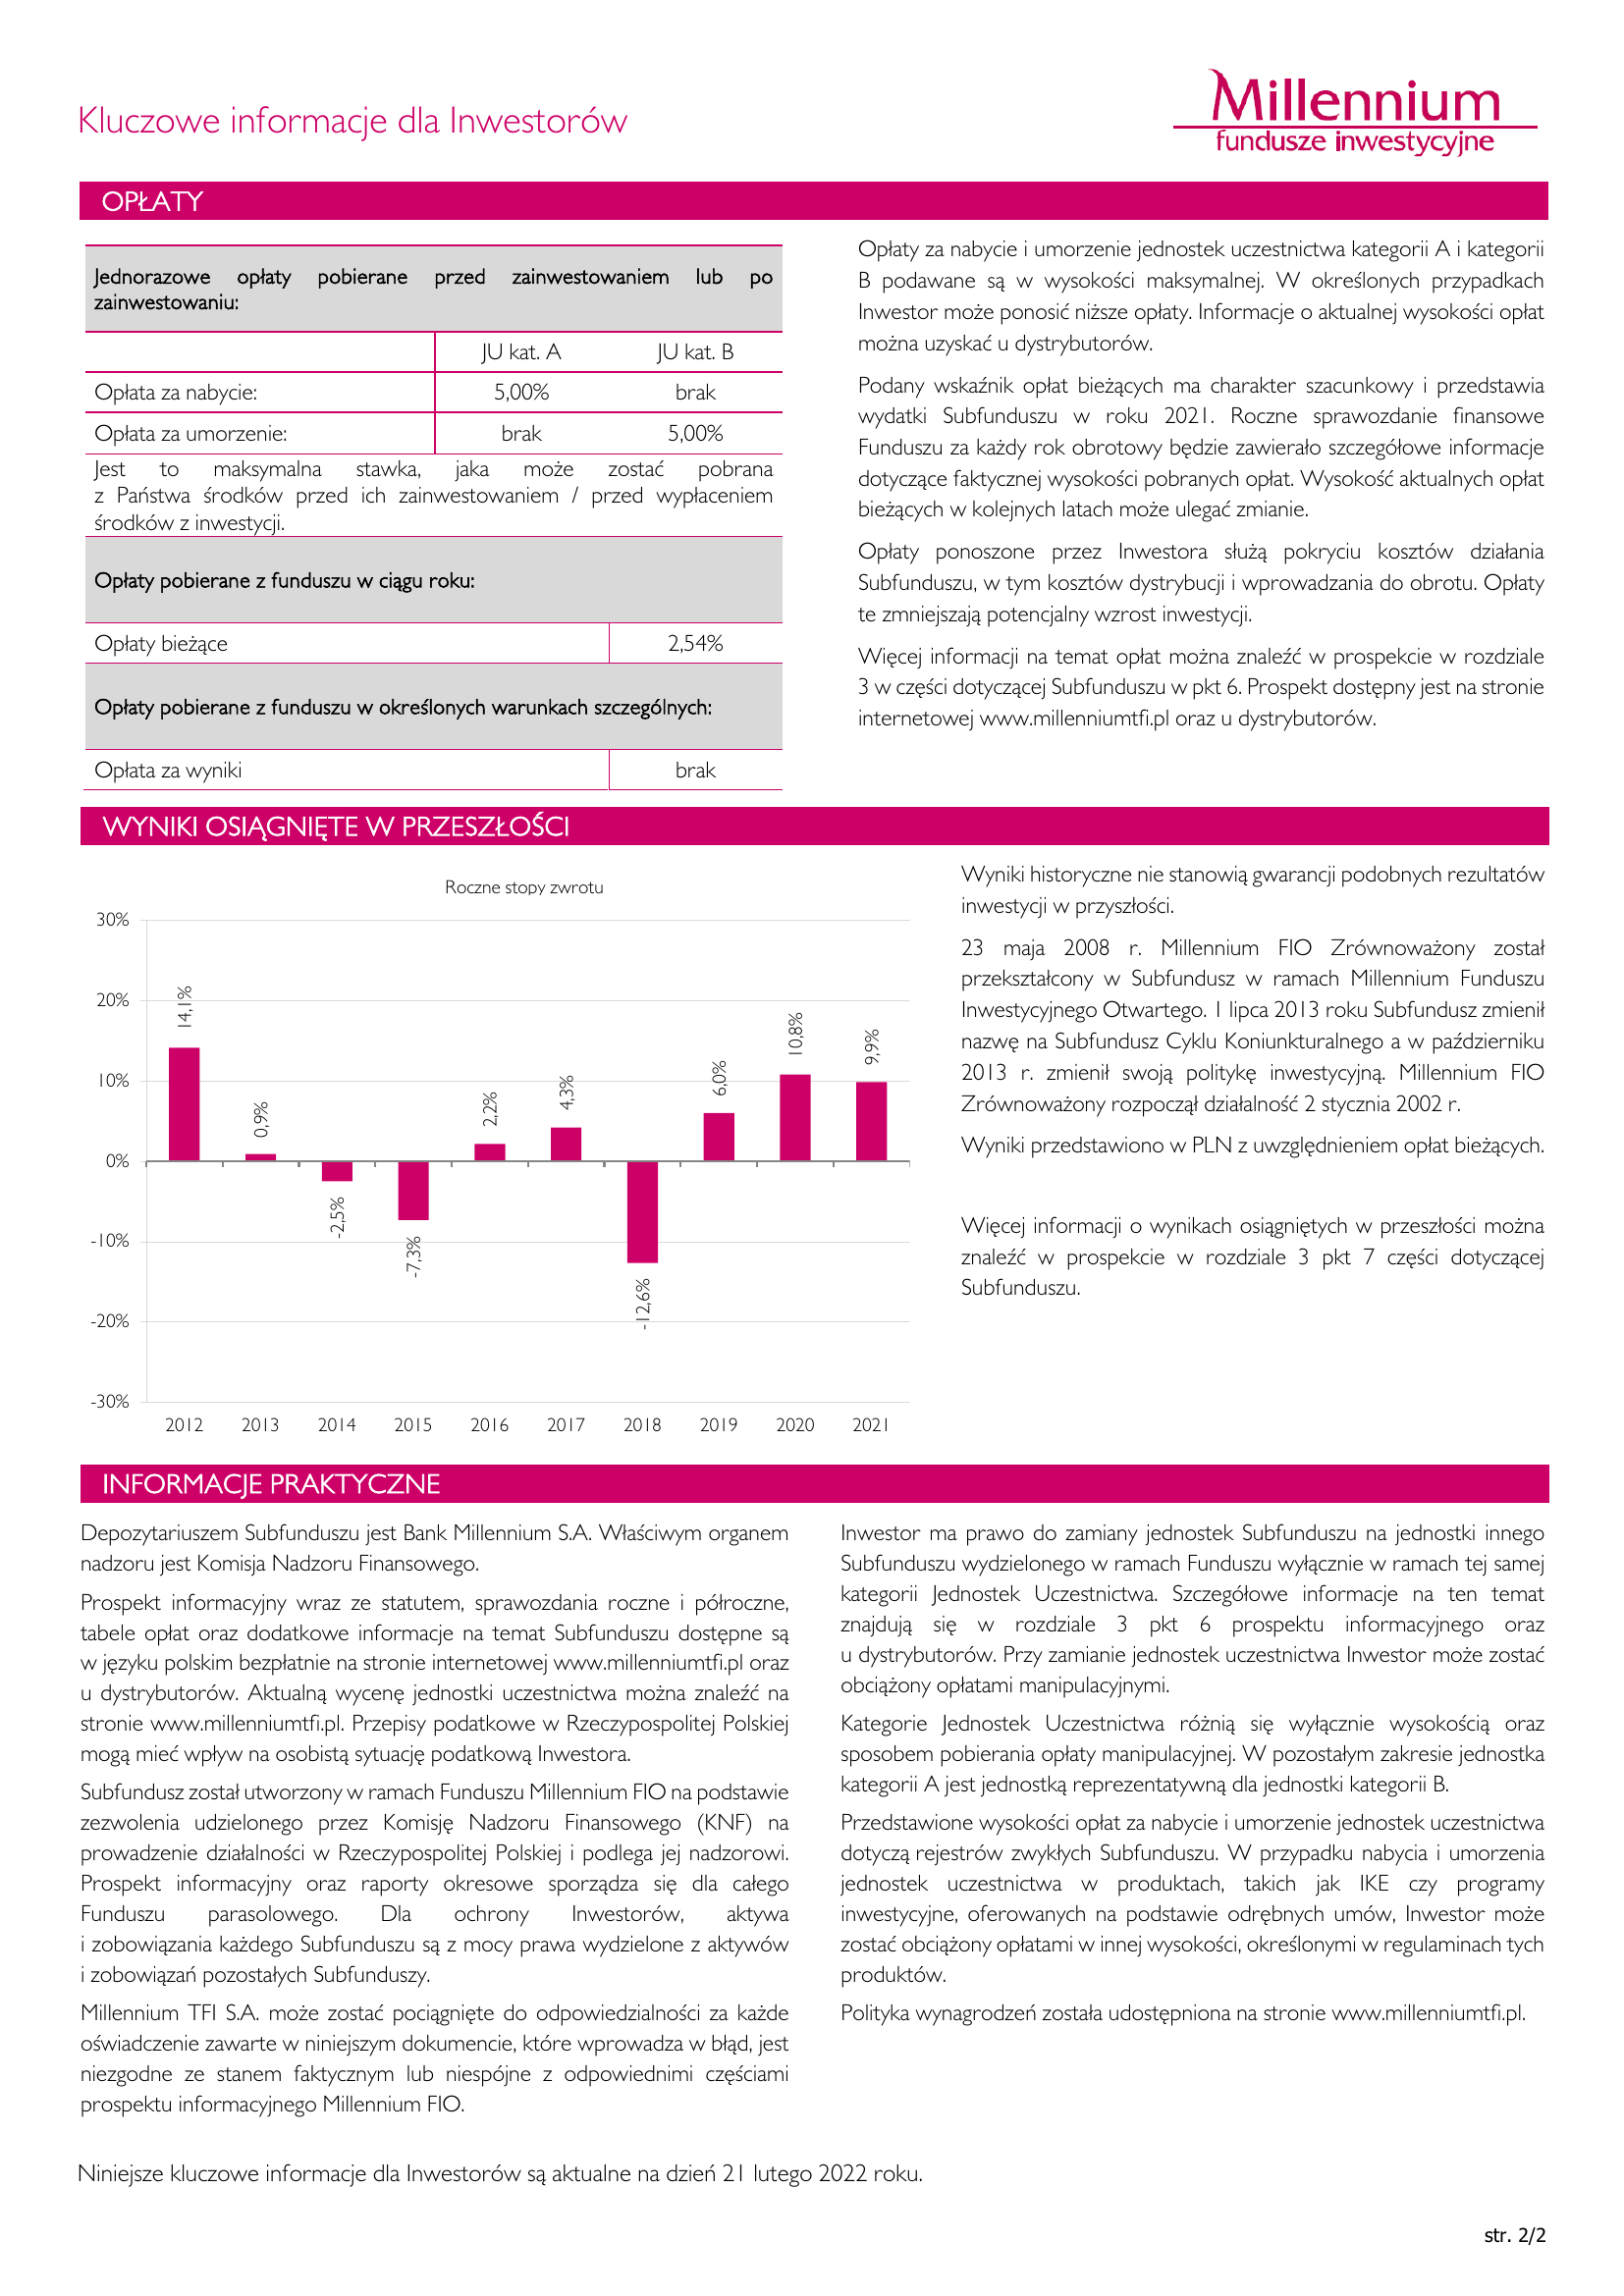 Kluczowe informacje dla Inwestorów
Millennium
fundusze inwestycyjne
OPŁATY
Jednorazowe opłaty pobierane przed zainwestowaniem lub po
zainwestowaniu:
JU kat. A JU kat. B
Opłata za nabycie: 5,00% brak
Opłata za umorzenie: brak 5,00%
Jest to maksymalna stawka, jaka może zostać pobrana
z Państwa środków przed ich zainwestowaniem / przed wypłaceniem
środków z inwestycji.
Opłaty pobierane z funduszu w ciągu roku:
Opłaty bieżące 2,54%
Opłaty pobierane z funduszu w określonych warunkach szczególnych:
Opłata za wyniki brak
Opłaty za nabycie i umorzenie jednostek uczestnictwa kategorii A i kategorii
B podawane są w wysokości maksymalnej. W określonych przypadkach
Inwestor może ponosić niższe opłaty. Informacje o aktualnej wysokości opłat
można uzyskać u dystrybutorów.
Podany wskaźnik opłat bieżących ma charakter szacunkowy i przedstawia
wydatki Subfunduszu w roku 2021. Roczne sprawozdanie finansowe
Funduszu za każdy rok obrotowy będzie zawierało szczegółowe informacje
dotyczące faktycznej wysokości pobranych opłat. Wysokość aktualnych opłat
bieżących w kolejnych latach może ulegać zmianie.
Opłaty ponoszone przez Inwestora służą pokryciu kosztów działania
Subfunduszu, w tym kosztów dystrybucji i wprowadzania do obrotu. Opłaty
te zmniejszają potencjalny wzrost inwestycji.
Więcej informacji na temat opłat można znaleźć w prospekcie w rozdziale
3 w części dotyczącej Subfunduszu w pkt 6. Prospekt dostępny jest na stronie
internetowej www.millenniumtfi.pl oraz u dystrybutorów.
WYNIKI OSIĄGNIĘTE W PRZESZŁOŚCI
Roczne stopy zwrotu
30%
20%
10%
0%
-10%
-20%
-30%
14,1%
0,9%
-2,5%
-7,3%
2,2%
4,3%
-12,6%
6,0%
10,8%
9,9%
2012 2013 2014 2015 2016 2017 2018 2019 2020 2021
Wyniki historyczne nie stanowią gwarancji podobnych rezultatów
inwestycji w przyszłości.
23 maja 2008 r. Millennium FIO Zrównoważony został
przekształcony w Subfundusz w ramach Millennium Funduszu
Inwestycyjnego Otwartego. 1 lipca 2013 roku Subfundusz zmienił
nazwę na Subfundusz Cyklu Koniunkturalnego a w październiku
2013 r. zmienił swoją politykę inwestycyjną. Millennium FIO
Zrównoważony rozpoczął działalność 2 stycznia 2002 r.
Wyniki przedstawiono w PLN z uwzględnieniem opłat bieżących.
Więcej informacji o wynikach osiągniętych w przeszłości można
znaleźć w prospekcie w rozdziale 3 pkt 7 części dotyczącej
Subfunduszu.
INFORMACJE PRAKTYCZNE
Depozytariuszem Subfunduszu jest Bank Millennium S.A. Właściwym organem
nadzoru jest Komisja Nadzoru Finansowego.
Prospekt informacyjny wraz ze statutem, sprawozdania roczne i półroczne,
tabele opłat oraz dodatkowe informacje na temat Subfunduszu dostępne są
w języku polskim bezpłatnie na stronie internetowej www.millenniumtfi.pl oraz
u dystrybutorów. Aktualną wycenę jednostki uczestnictwa można znaleźć na
stronie www.millenniumtfi.pl. Przepisy podatkowe w Rzeczypospolitej Polskiej
mogą mieć wpływ na osobistą sytuację podatkową Inwestora.
Subfundusz został utworzony w ramach Funduszu Millennium FIO na podstawie
zezwolenia udzielonego przez Komisję Nadzoru Finansowego (KNF) na
prowadzenie działalności w Rzeczypospolitej Polskiej i podlega jej nadzorowi.
Prospekt informacyjny oraz raporty okresowe sporządza się dla całego
Funduszu parasolowego. Dla ochrony Inwestorów, aktywa
i zobowiązania każdego Subfunduszu są z mocy prawa wydzielone z aktywów
i zobowiązań pozostałych Subfunduszy.
Millennium TFI S.A. może zostać pociągnięte do odpowiedzialności za każde
oświadczenie zawarte w niniejszym dokumencie, które wprowadza w błąd, jest
niezgodne ze stanem faktycznym lub niespójne z odpowiednimi częściami
prospektu informacyjnego Millennium FIO.
Inwestor ma prawo do zamiany jednostek Subfunduszu na jednostki innego
Subfunduszu wydzielonego w ramach Funduszu wyłącznie w ramach tej samej
kategorii Jednostek Uczestnictwa. Szczegółowe informacje na ten temat
znajdują się w rozdziale 3 pkt 6 prospektu informacyjnego oraz
u dystrybutorów. Przy zamianie jednostek uczestnictwa Inwestor może zostać
obciążony opłatami manipulacyjnymi.
Kategorie Jednostek Uczestnictwa różnią się wyłącznie wysokością oraz
sposobem pobierania opłaty manipulacyjnej. W pozostałym zakresie jednostka
kategorii A jest jednostką reprezentatywną dla jednostki kategorii B.
Przedstawione wysokości opłat za nabycie i umorzenie jednostek uczestnictwa
dotyczą rejestrów zwykłych Subfunduszu. W przypadku nabycia i umorzenia
jednostek uczestnictwa w produktach, takich jak IKE czy programy
inwestycyjne, oferowanych na podstawie odrębnych umów, Inwestor może
zostać obciążony opłatami w innej wysokości, określonymi w regulaminach tych
produktów.
Polityka wynagrodzeń została udostępniona na stronie www.millenniumtfi.pl.
Niniejsze kluczowe informacje dla Inwestorów są aktualne na dzień 21 lutego 2022 roku.
str. 2/2